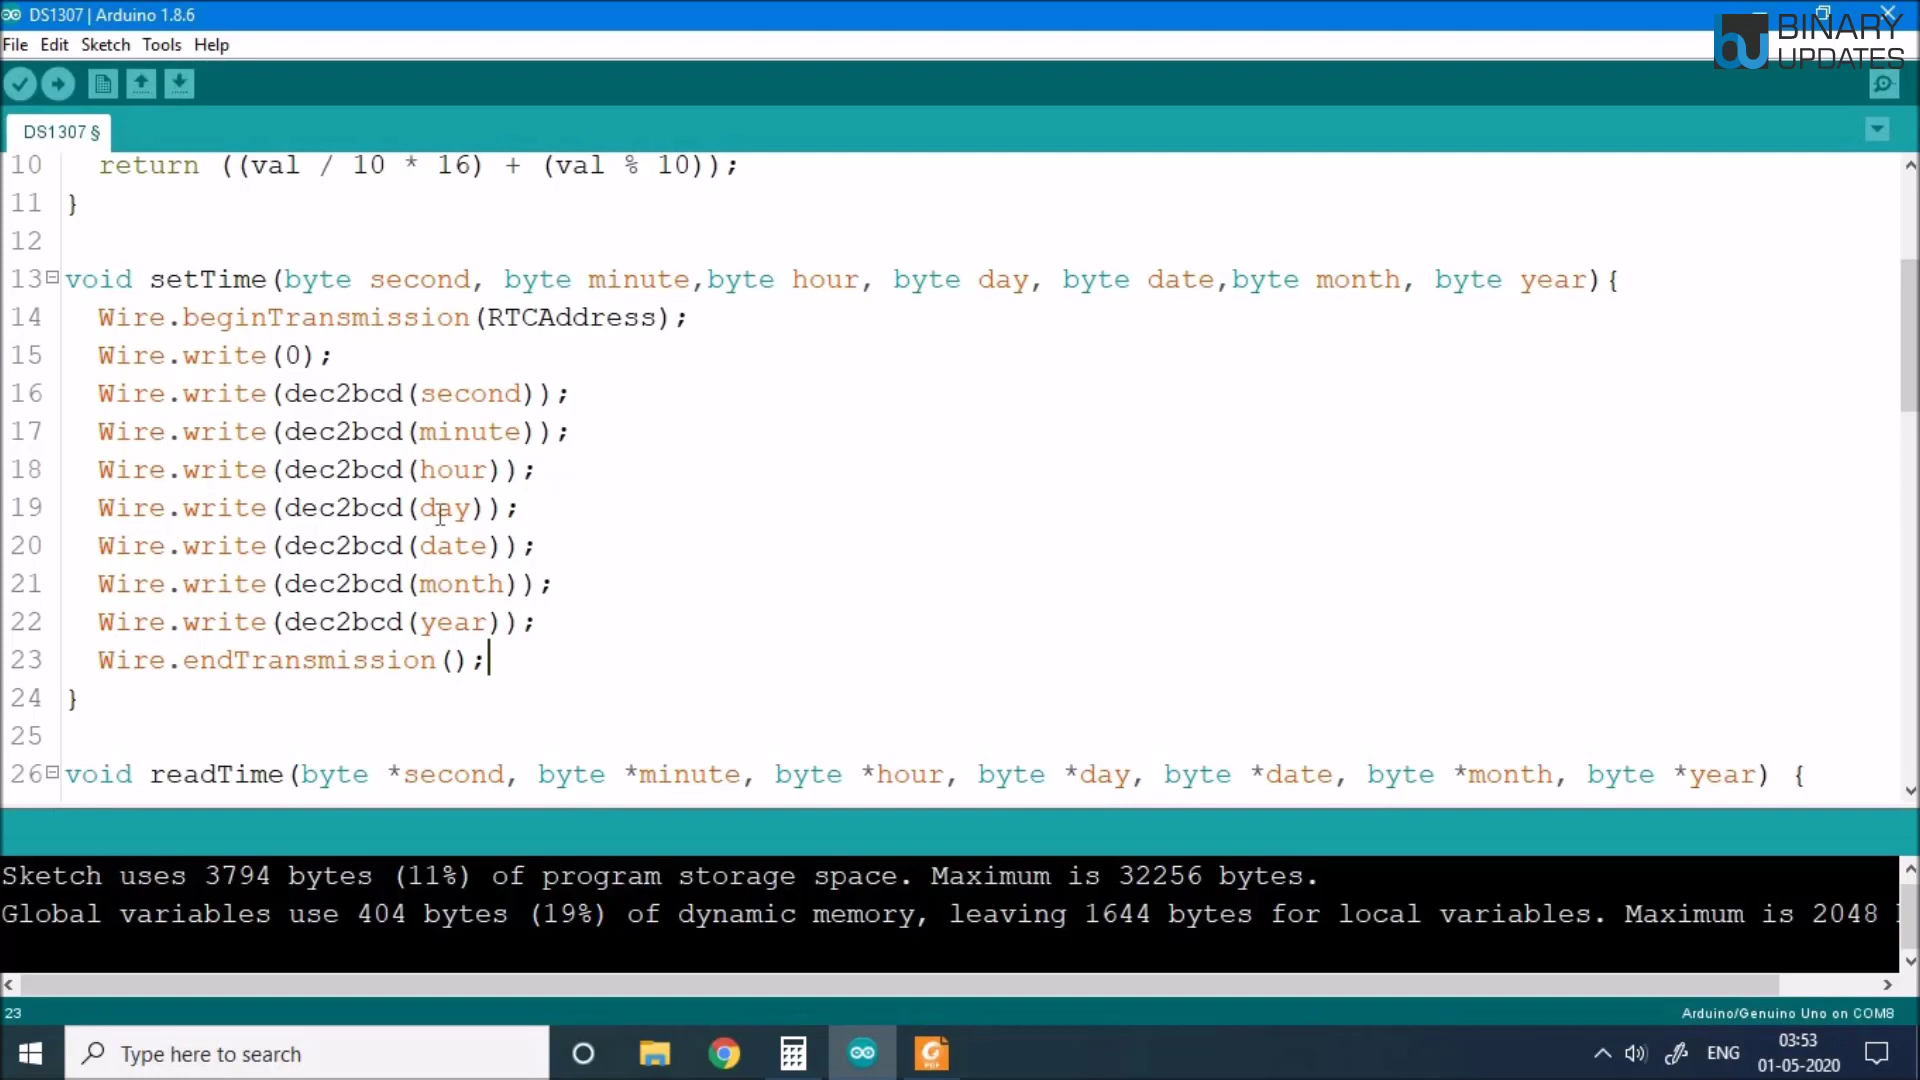 DS1307 | Arduino 1.8.6
BINARY
UPDATES
File Edit Sketch Tools Help
DS1307 §
10 return ((val / 10 * 16) + (val % 10));
11 }
12
13 void setTime(byte second, byte minute,byte hour, byte day, byte date,byte month, byte year){
14 Wire.beginTransmission(RTCAddress);
15 Wire.write(0);
16 Wire.write(dec2bcd(second));
17 Wire.write(dec2bcd(minute));
18 Wire.write(dec2bcd(hour));
19 Wire.write(dec2bcd(day));
20 Wire.write(dec2bcd(date));
21 Wire.write(dec2bcd(month));
22 Wire.write(dec2bcd(year));
23 Wire.endTransmission();
24 }
25
26 void readTime(byte *second, byte *minute, byte *hour, byte *day, byte *date, byte *month, byte *year) {
Sketch uses 3794 bytes (11%) of program storage space. Maximum is 32256 bytes.
Global variables use 404 bytes (19%) of dynamic memory, leaving 1644 bytes for local variables. Maximum is 2048
23
Arduino/Genuino Uno on COM8
Type here to search
ENG
03:53
01-05-2020